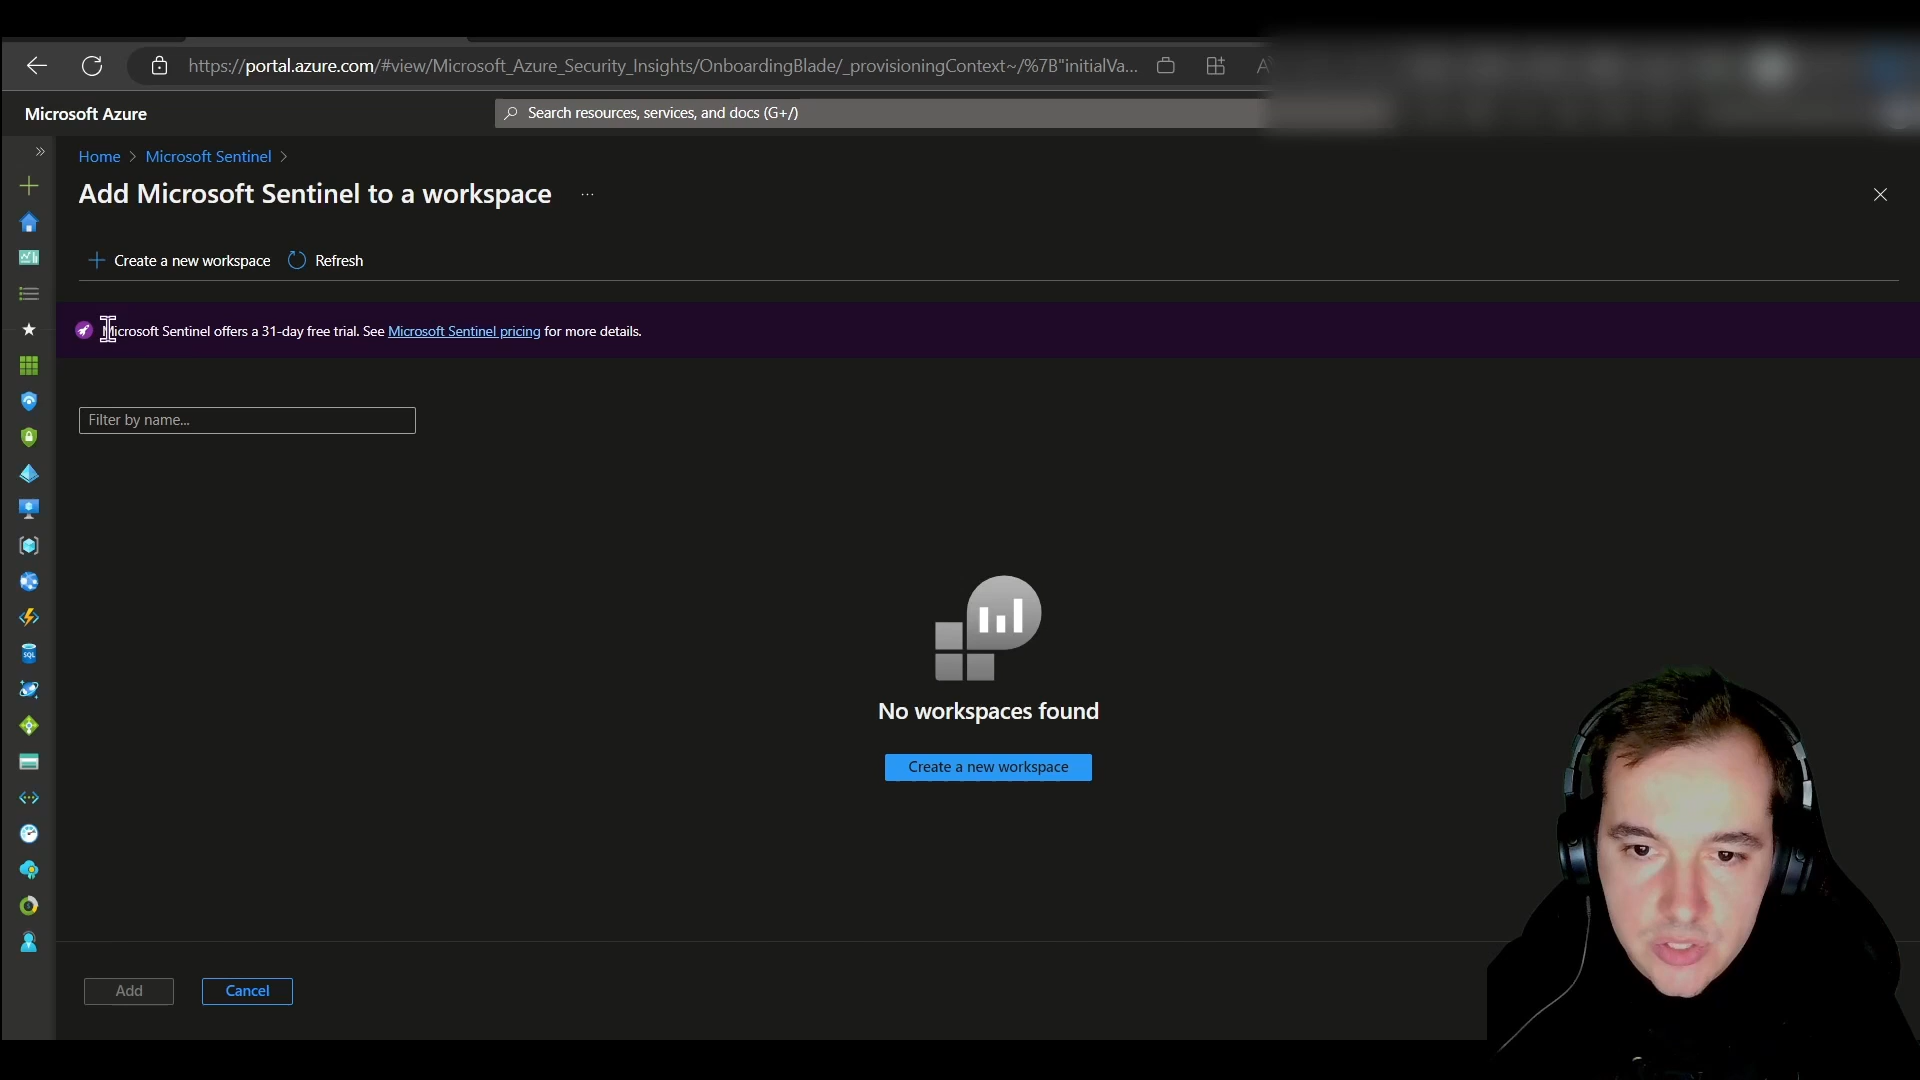 https://portal.azure.com/#view/Microsoft_Azure_Security_Insights/OnboardingBlade/_provisioningContext~/%7B"initialVa...
Microsoft Azure
Search resources, services, and docs (G+/)
Home > Microsoft Sentinel >
Add Microsoft Sentinel to a workspace ...
Create a new workspace Refresh
Microsoft Sentinel offers a 31-day free trial. See Microsoft Sentinel pricing for more details.
Filter by name...
No workspaces found
Create a new workspace
Add Cancel